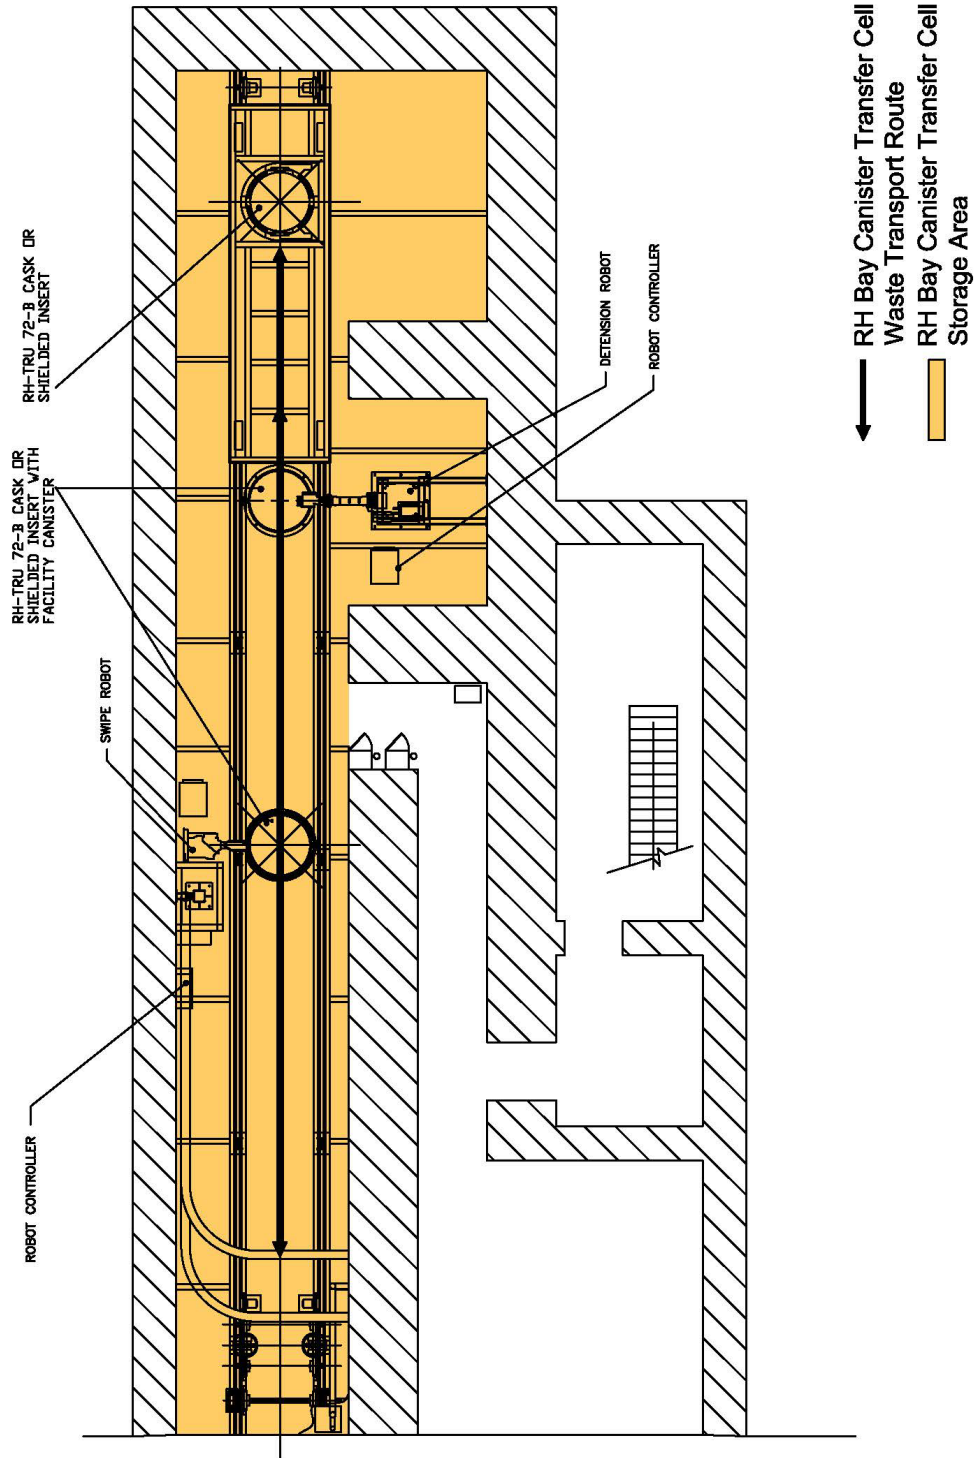 RH-TRU 72-B CASK OR
SHIELDED INSERT
RH-TRU 72-B CASK OR
SHIELDED INSERT WITH
FACILITY CANISTER
SWIPE ROBOT
ROBOT CONTROLLER
DETENSION ROBOT
ROBOT CONTROLLER
RH Bay Canister Transfer Cell
Waste Transport Route
RH Bay Canister Transfer Cell
Storage Area